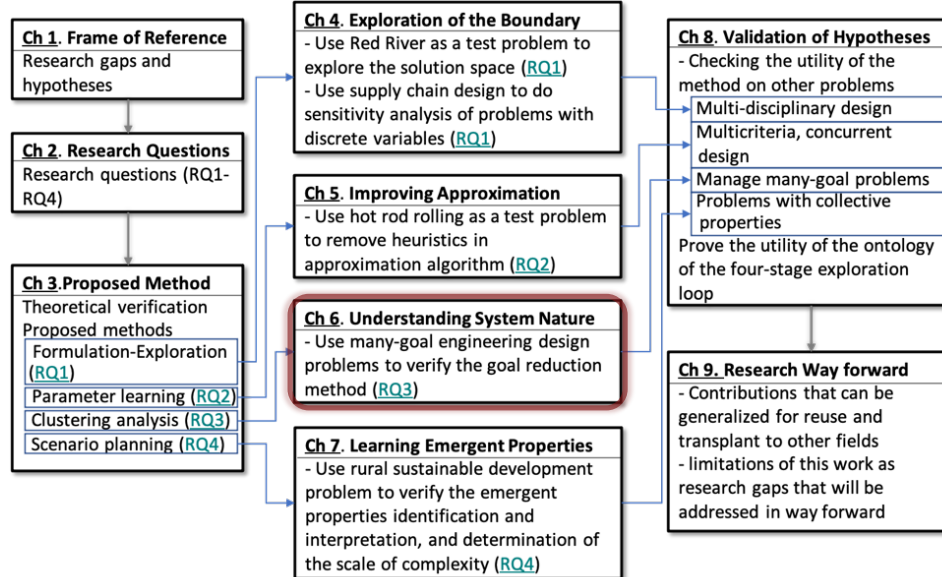 Ch 1. Frame of Reference
Research gaps and
hypotheses
Ch 2. Research Questions
Research questions (RQ1-
RQ4)
Ch 3.Proposed Method
Theoretical verification
Proposed methods
Formulation-Exploration
(RQ1)
Parameter learning (RQ2)
Clustering analysis (RQ3)
Scenario planning (RQ4)
Ch 4. Exploration of the Boundary
- Use Red River as a test problem to
explore the solution space (RQ1)
- Use supply chain design to do
sensitivity analysis of problems with
discrete variables (RQ1)
Ch 5. Improving Approximation
- Use hot rod rolling as a test problem
to remove heuristics in
approximation algorithm (RQ2)
Ch 6. Understanding System Nature
- Use many-goal engineering design
problems to verify the goal reduction
method (RQ3)
Ch 7. Learning Emergent Properties
- Use rural sustainable development
problem to verify the emergent
properties identification and
interpretation, and determination of
the scale of complexity (RQ4)
Ch 8. Validation of Hypotheses
- Checking the utility of the
method on other problems
Multi-disciplinary design
Multicriteria, concurrent
design
Manage many-goal problems
Problems with collective
properties
Prove the utility of the ontology
of the four-stage exploration
loop
Ch 9. Research Way forward
- Contributions that can be
generalized for reuse and
transplant to other fields
- limitations of this work as
research gaps that will be
addressed in way forward